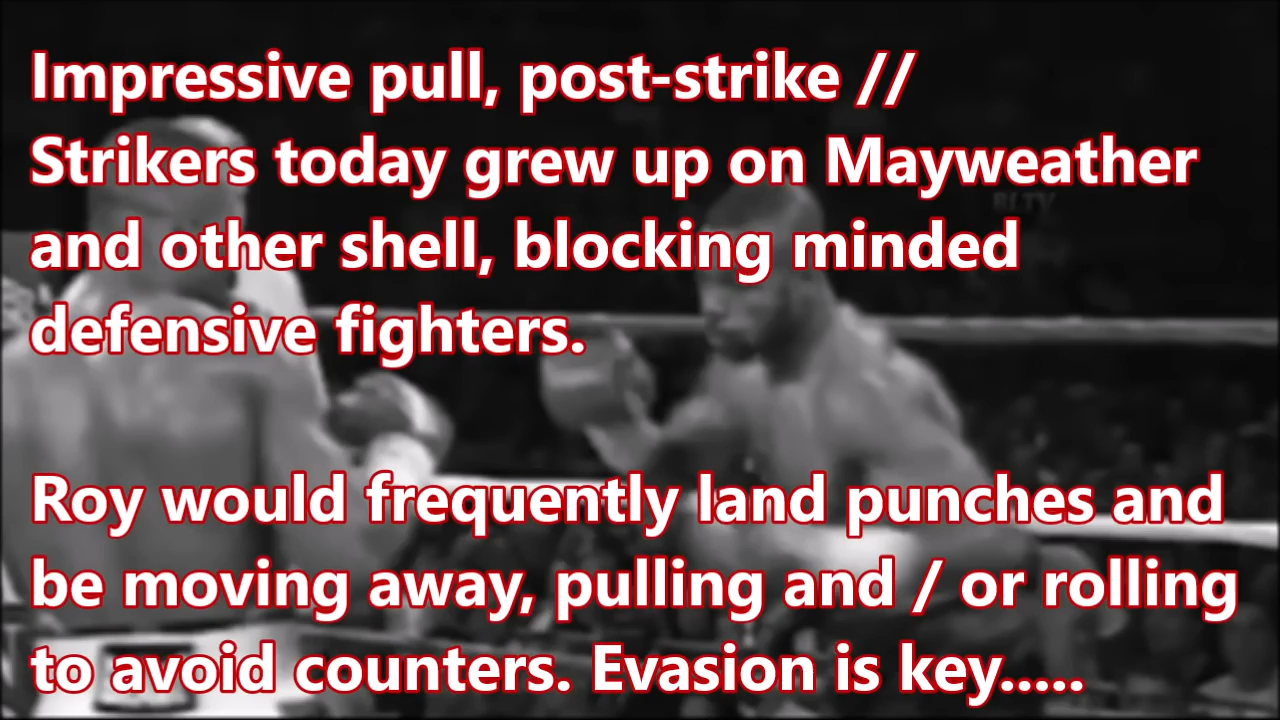 Impressive pull, post-strike //
Strikers today grew up on Mayweather
and other shell, blocking minded
defensive fighters.
BLTV
Roy would frequently land punches and
be moving away, pulling and / or rolling
to avoid counters. Evasion is key.....